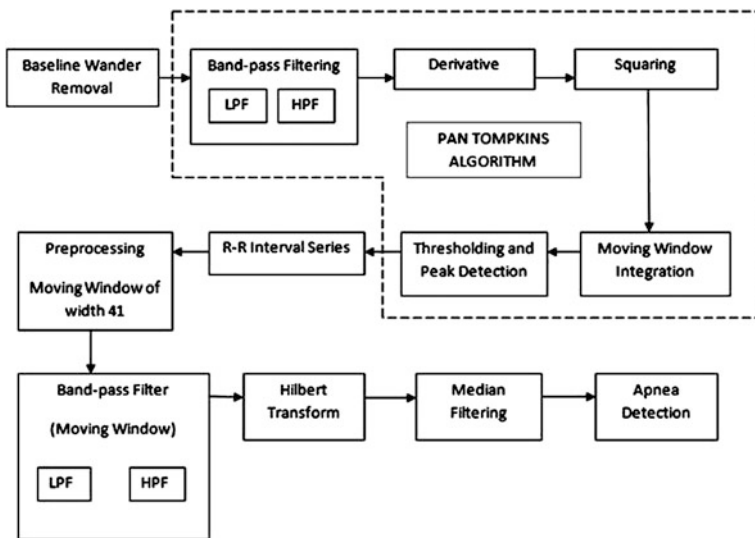 Baseline Wander
Removal
Band-pass Filtering
LPF
HPF
Derivative
Squaring
PAN TOMPKINS
ALGORITHM
Preprocessing
Moving Window of
width 41
R-R Interval Series
Thresholding and
Peak Detection
Moving Window
Integration
Band-pass Filter
(Moving Window)
LPF
HPF
Hilbert
Transform
Median
Filtering
Apnea
Detection